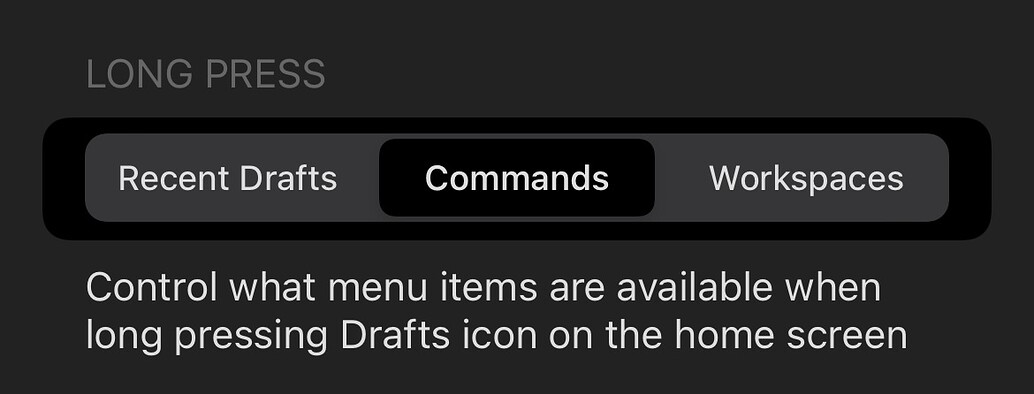 LONG PRESS
Recent Drafts Commands Workspaces
Control what menu items are available when
long pressing Drafts icon on the home screen